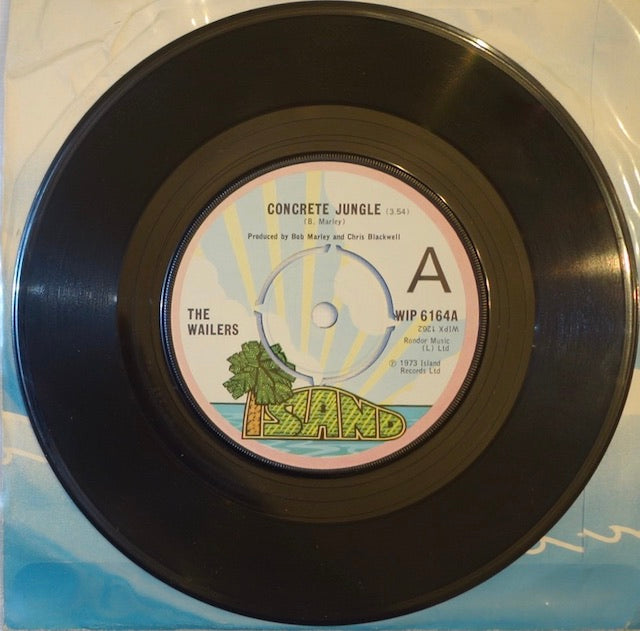 CONCRETE JUNGLE (3.54)
(B. Marley)
Produced by Bob Marley and Chris Blackwell
A
THE
WAILERS
WIP 6164A
WIPX 1262
Rondor Music
(L) Ltd
℗ 1973 Island
Records Ltd
ISLAND